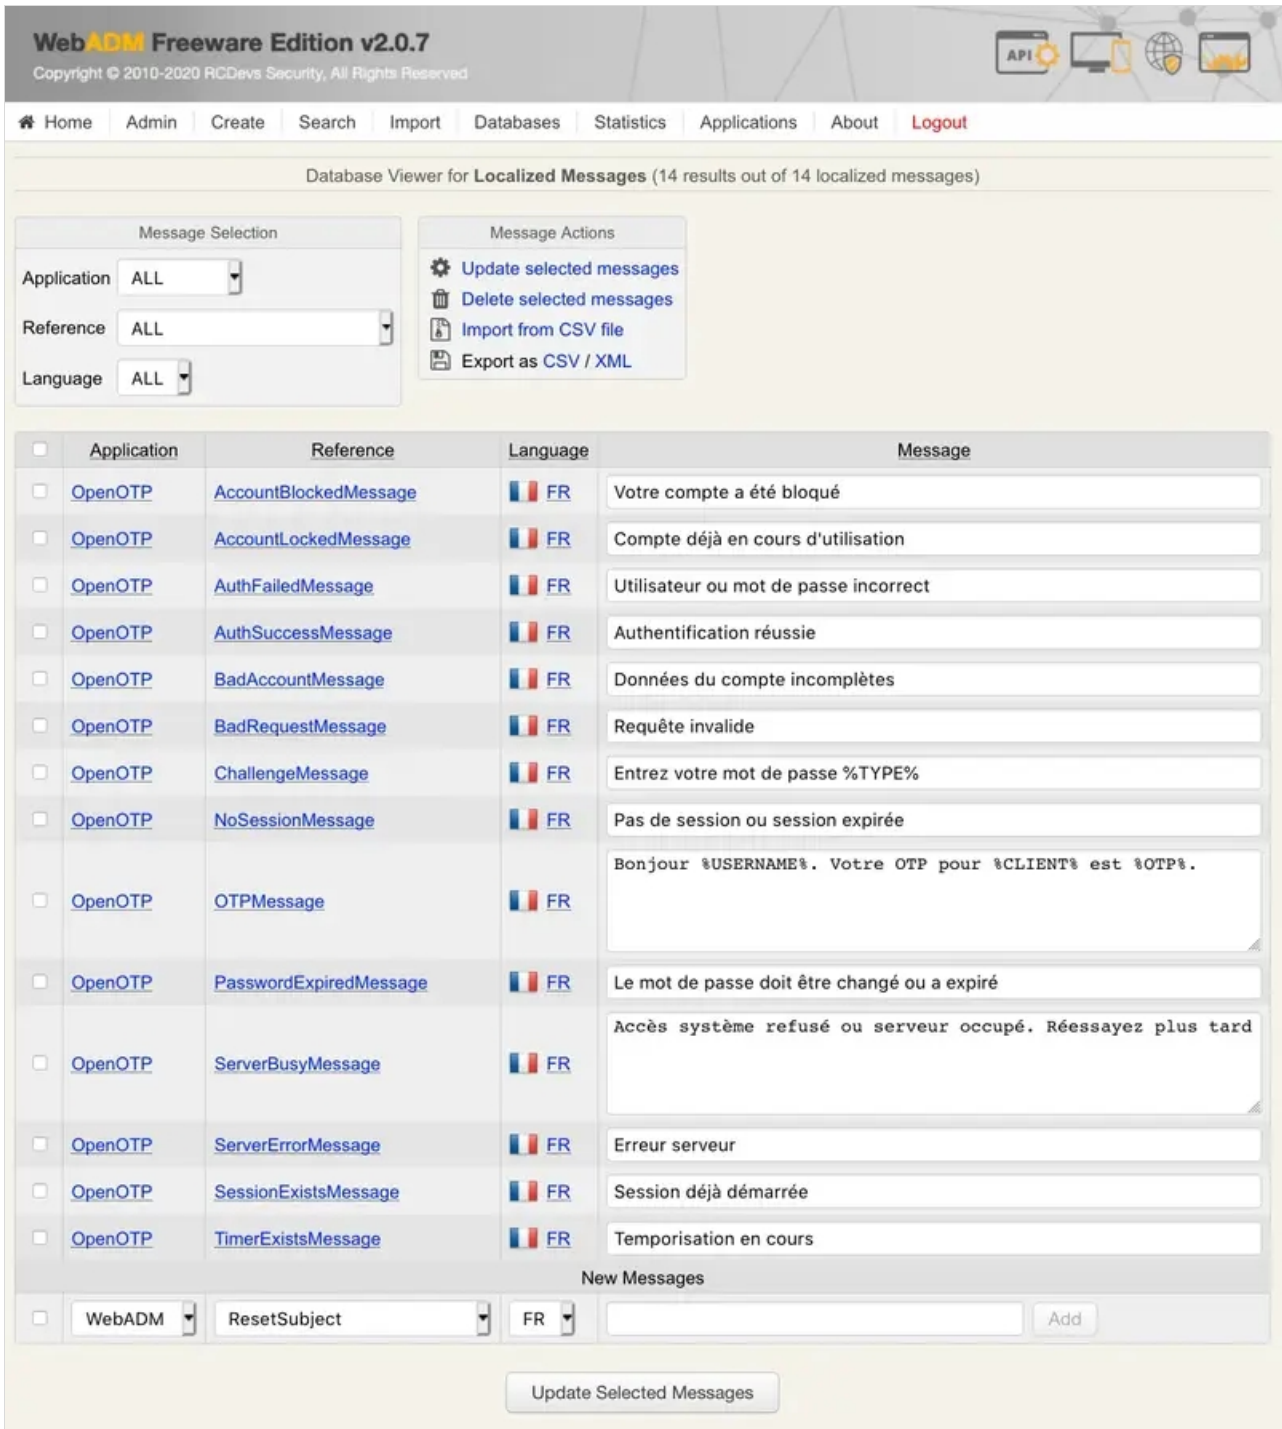 WebADM Freeware Edition v2.0.7
Copyright © 2010-2020 RCDevs Security, All Rights Reserved
API
Home Admin Create Search Import Databases Statistics Applications About Logout
Database Viewer for Localized Messages (14 results out of 14 localized messages)
Message Selection
Application ALL
Reference ALL
Language ALL
Message Actions
Update selected messages
Delete selected messages
Import from CSV file
Export as CSV / XML
Application Reference Language Message
OpenOTP AccountBlockedMessage FR Votre compte a été bloqué
OpenOTP AccountLockedMessage FR Compte déjà en cours d'utilisation
OpenOTP AuthFailedMessage FR Utilisateur ou mot de passe incorrect
OpenOTP AuthSuccessMessage FR Authentification réussie
OpenOTP BadAccountMessage FR Données du compte incomplètes
OpenOTP BadRequestMessage FR Requête invalide
OpenOTP ChallengeMessage FR Entrez votre mot de passe %TYPE%
OpenOTP NoSessionMessage FR Pas de session ou session expirée
OpenOTP OTPMessage FR Bonjour %USERNAME%. Votre OTP pour %CLIENT% est %OTP%.
OpenOTP PasswordExpiredMessage FR Le mot de passe doit être changé ou a expiré
OpenOTP ServerBusyMessage FR Accès système refusé ou serveur occupé. Réessayez plus tard
OpenOTP ServerErrorMessage FR Erreur serveur
OpenOTP SessionExistsMessage FR Session déjà démarrée
OpenOTP TimerExistsMessage FR Temporisation en cours
New Messages
WebADM ResetSubject FR Add
Update Selected Messages